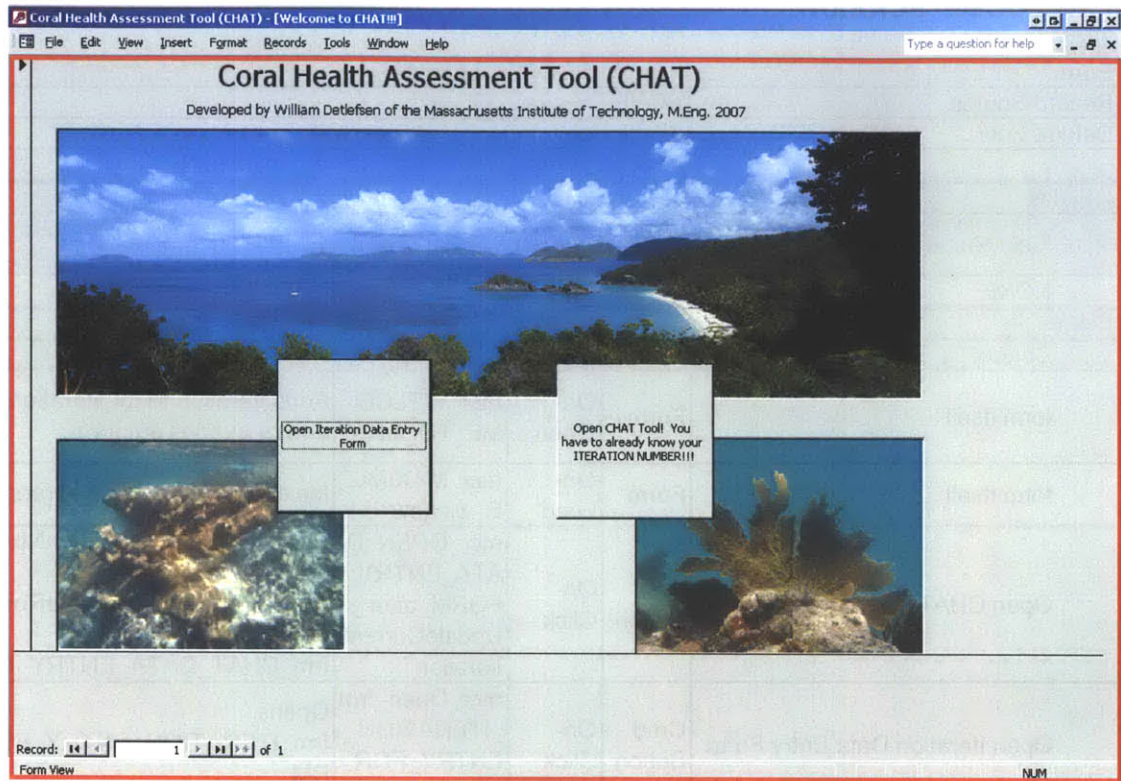 Coral Health Assessment Tool (CHAT) - [Welcome to CHAT!!!]
File Edit View Insert Format Records Tools Window Help
Type a question for help
Coral Health Assessment Tool (CHAT)
Developed by William Detlefsen of the Massachusetts Institute of Technology, M.Eng. 2007
Open Iteration Data Entry
Form
Open CHAT Tool! You
have to already know your
ITERATION NUMBER!!!
Record: 1 of 1
Form View
NUM